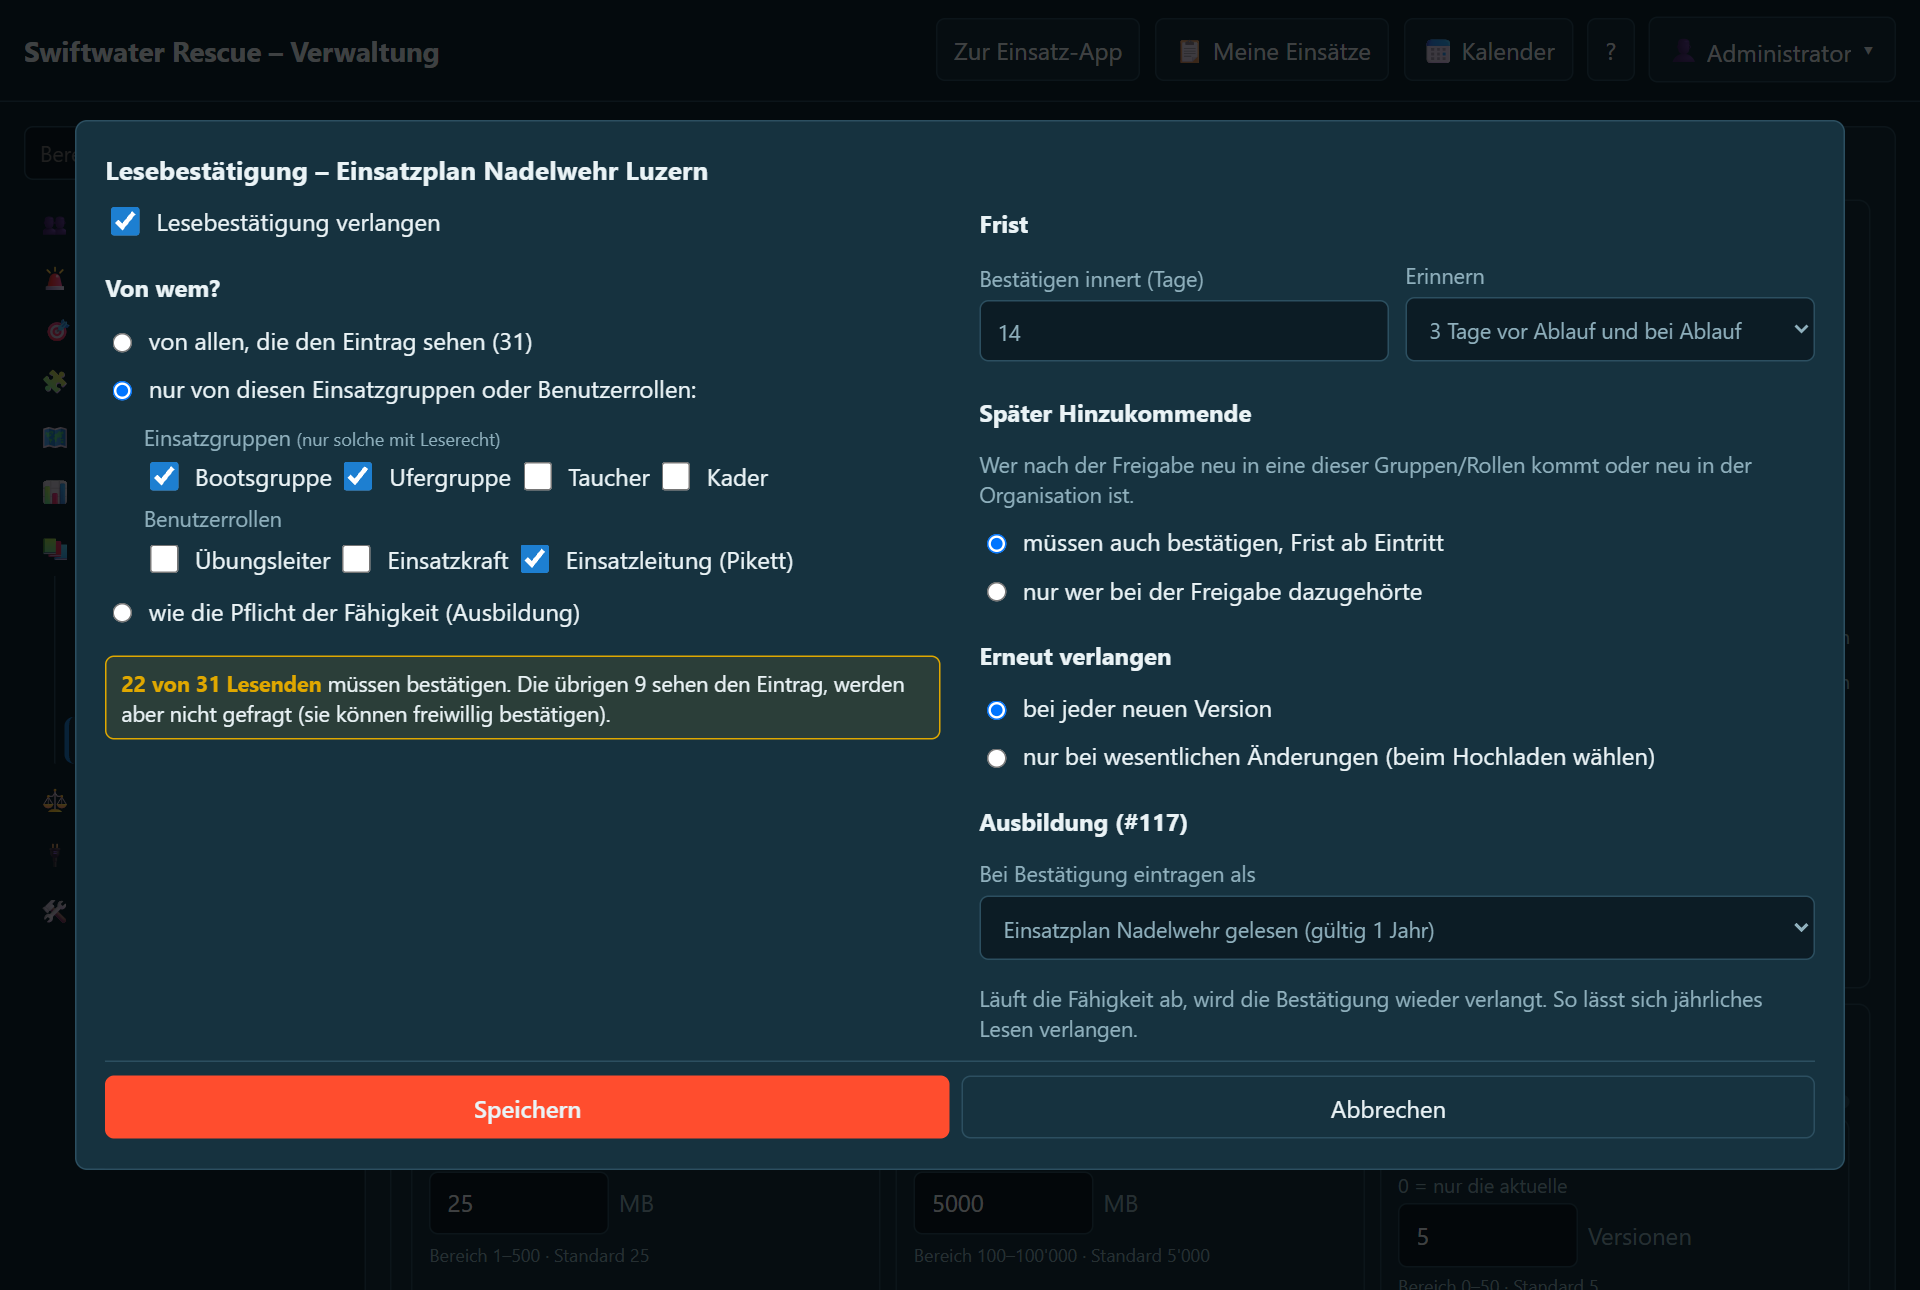 Swiftwater Rescue – Verwaltung
Zur Einsatz-App
Meine Einsätze
Kalender
?
Administrator
Lesebestätigung – Einsatzplan Nadelwehr Luzern
Lesebestätigung verlangen
Von wem?
von allen, die den Eintrag sehen (31)
nur von diesen Einsatzgruppen oder Benutzerrollen:
Einsatzgruppen (nur solche mit Leserecht)
Bootsgruppe
Ufergruppe
Taucher
Kader
Benutzerrollen
Übungsleiter
Einsatzkraft
Einsatzleitung (Pikett)
wie die Pflicht der Fähigkeit (Ausbildung)
22 von 31 Lesenden müssen bestätigen. Die übrigen 9 sehen den Eintrag, werden
aber nicht gefragt (sie können freiwillig bestätigen).
Frist
Bestätigen innert (Tage)
14
Erinnern
3 Tage vor Ablauf und bei Ablauf
Später Hinzukommende
Wer nach der Freigabe neu in eine dieser Gruppen/Rollen kommt oder neu in der
Organisation ist.
müssen auch bestätigen, Frist ab Eintritt
nur wer bei der Freigabe dazugehörte
Erneut verlangen
bei jeder neuen Version
nur bei wesentlichen Änderungen (beim Hochladen wählen)
Ausbildung (#117)
Bei Bestätigung eintragen als
Einsatzplan Nadelwehr gelesen (gültig 1 Jahr)
Läuft die Fähigkeit ab, wird die Bestätigung wieder verlangt. So lässt sich jährliches
Lesen verlangen.
Speichern
Abbrechen
25 MB
Bereich 1–500 · Standard 25
5000 MB
Bereich 100–100'000 · Standard 5'000
0 = nur die aktuelle
5 Versionen
Bereich 0–50 · Standard 5